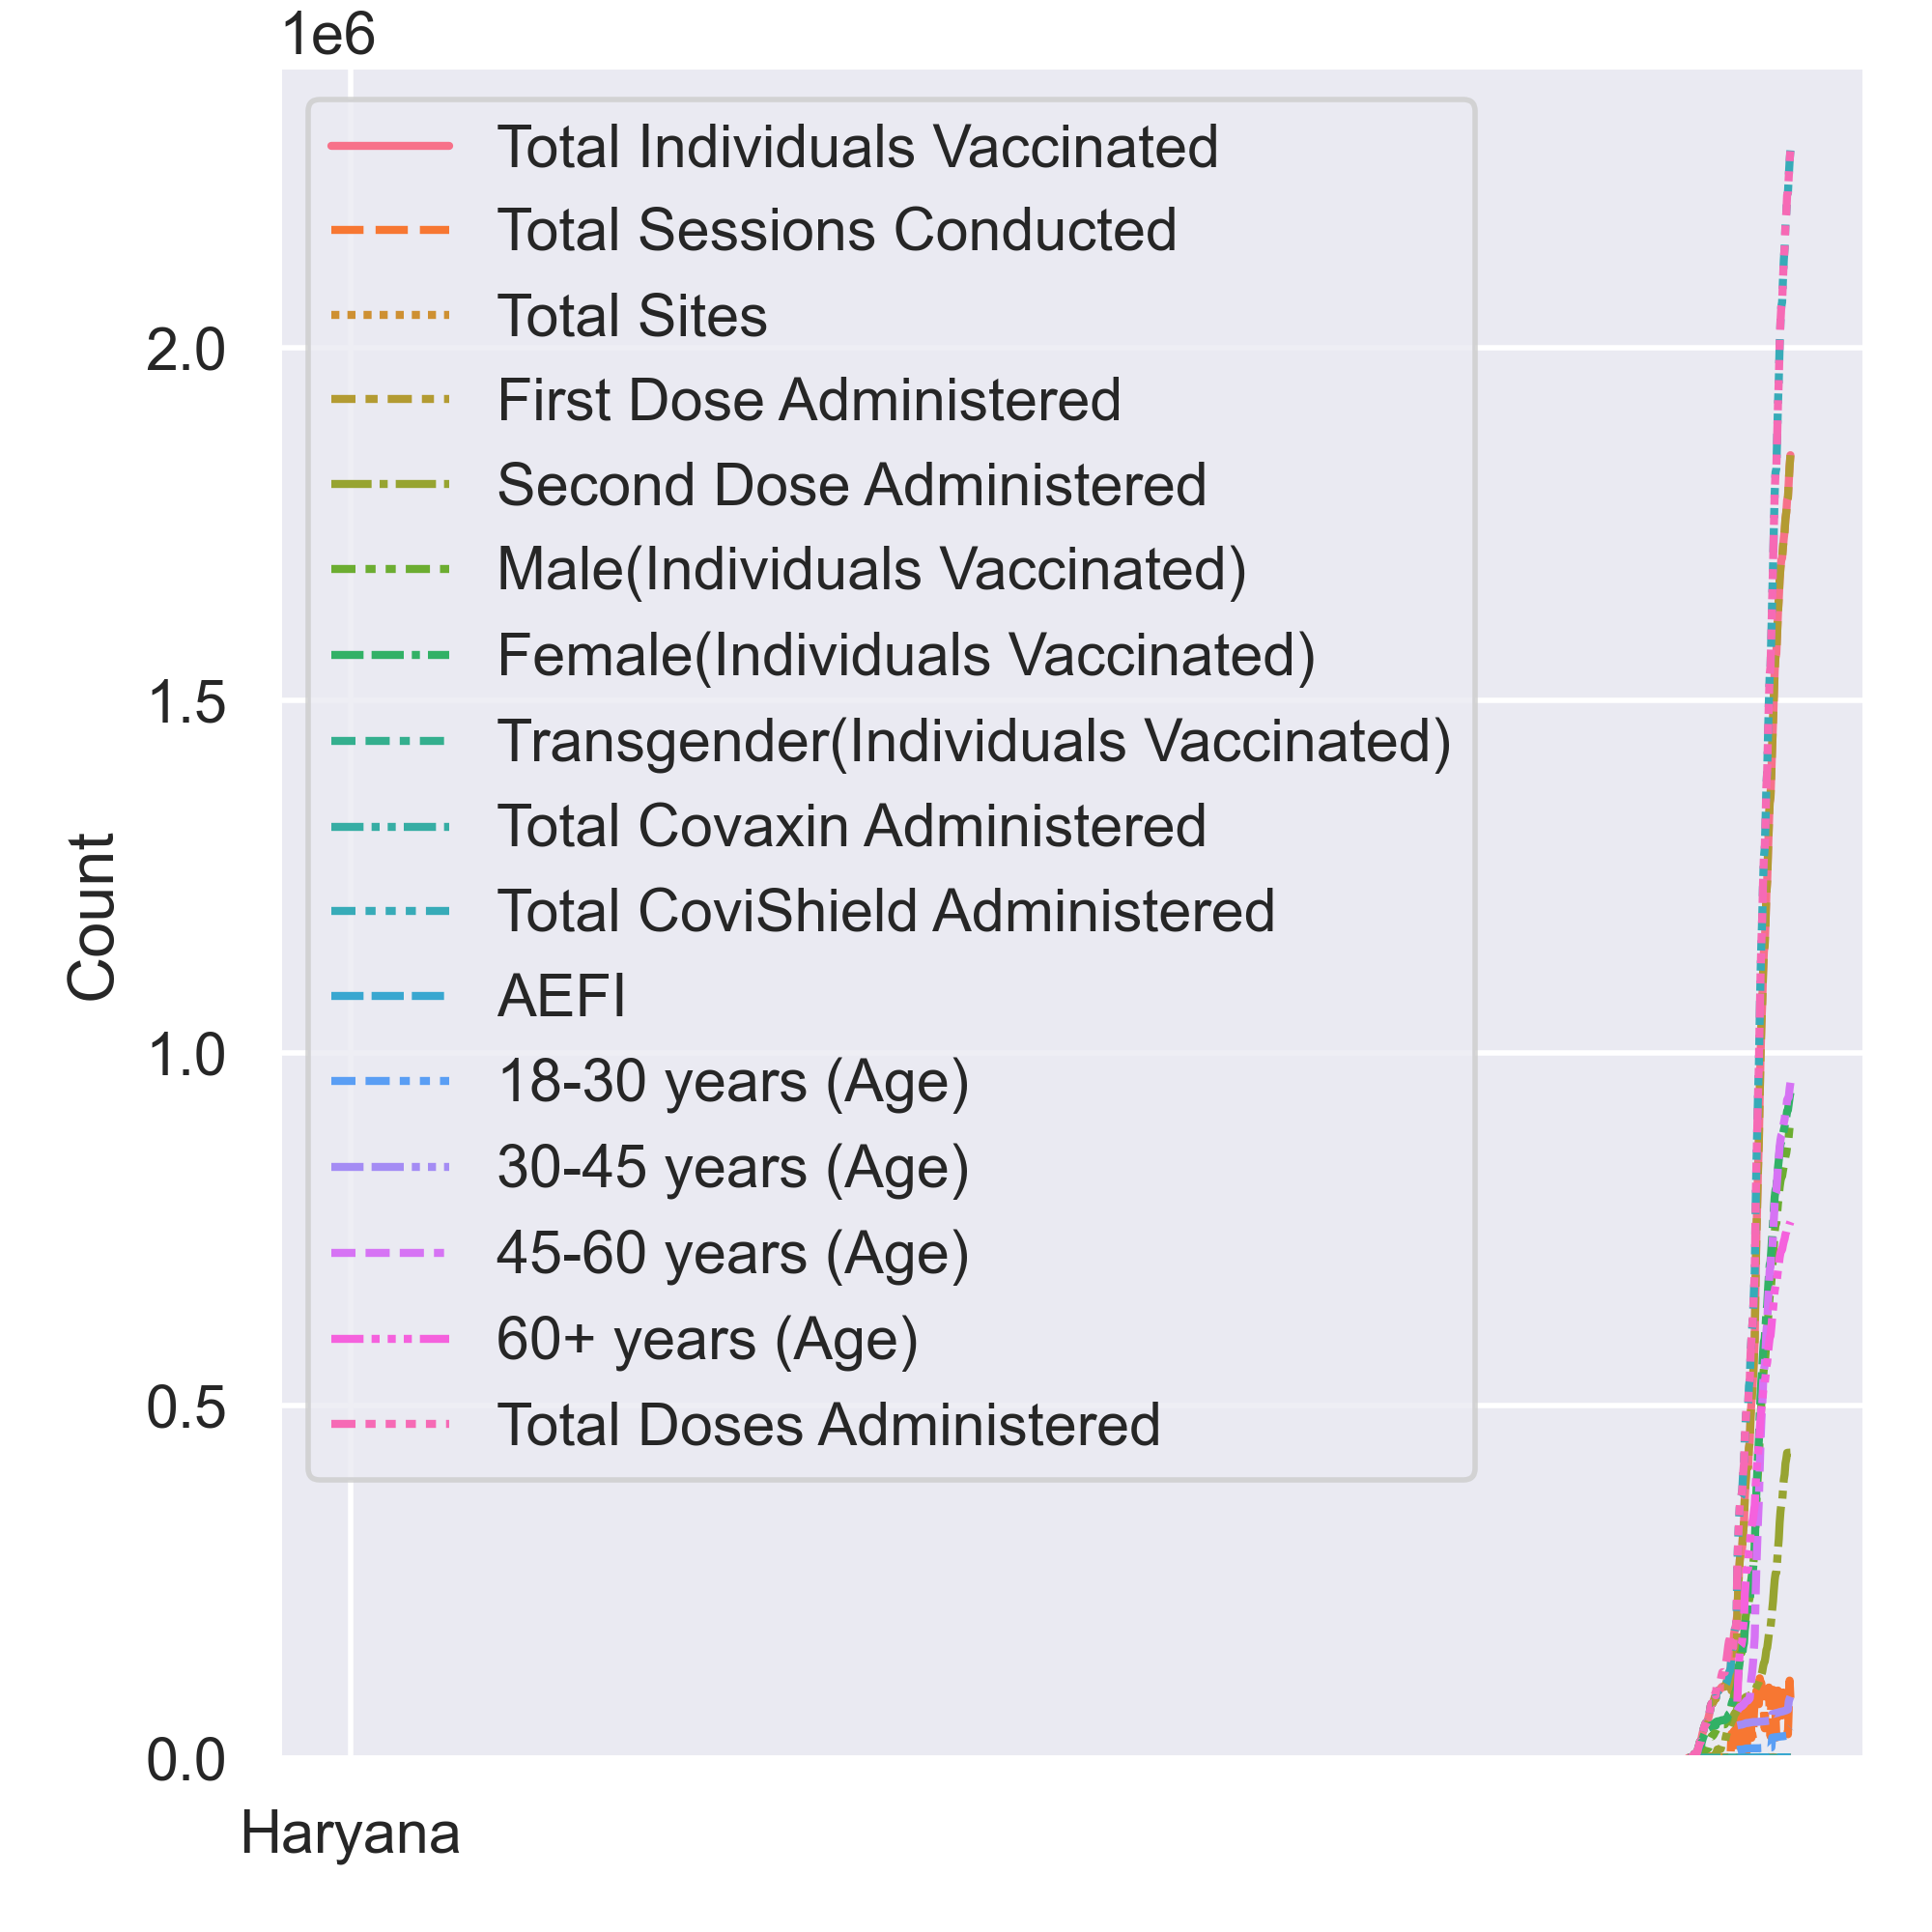 1e6
Total Individuals Vaccinated
Total Sessions Conducted
Total Sites
First Dose Administered
Second Dose Administered
Male(Individuals Vaccinated)
Female(Individuals Vaccinated)
Transgender(Individuals Vaccinated)
Total Covaxin Administered
Total CoviShield Administered
AEFI
18-30 years (Age)
30-45 years (Age)
45-60 years (Age)
60+ years (Age)
Total Doses Administered
2.0
1.5
1.0
0.5
0.0
Count
Haryana